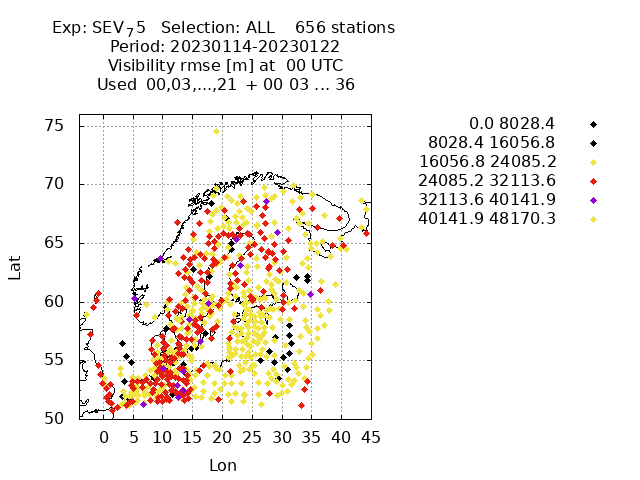 Exp: SEV₇5   Selection: ALL    656 stations
Period: 20230114-20230122
Visibility rmse [m] at  00 UTC
Used  00,03,...,21  + 00 03 ... 36
75
70
65
60
55
50
Lat
0 5 10 15 20 25 30 35 40 45
Lon
0.0 8028.4
8028.4 16056.8
16056.8 24085.2
24085.2 32113.6
32113.6 40141.9
40141.9 48170.3